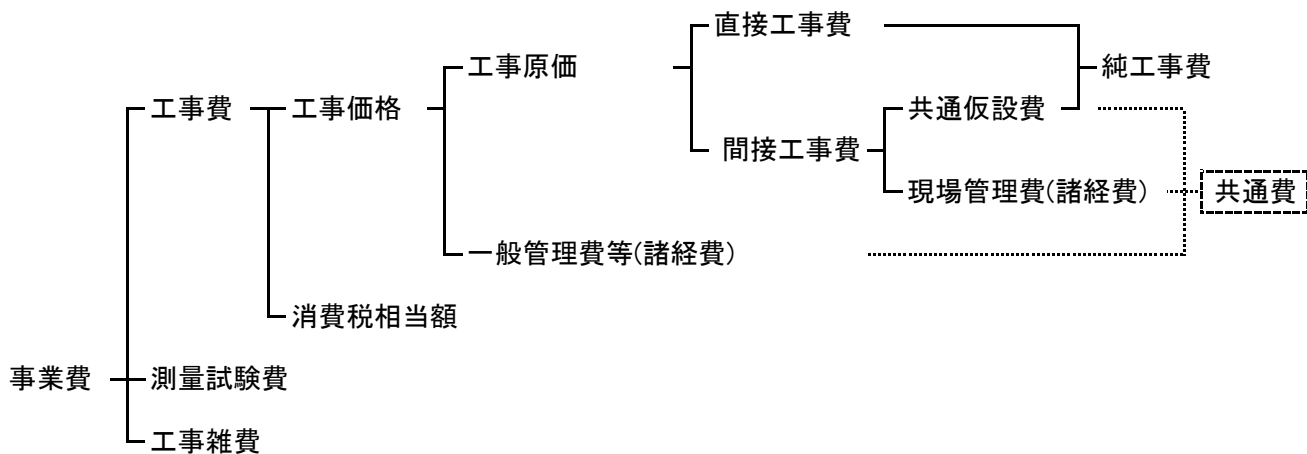 直接工事費
工事原価
純工事費
工事費
工事価格
共通仮設費
間接工事費
現場管理費(諸経費)
共通費
一般管理費等(諸経費)
消費税相当額
事業費
測量試験費
工事雑費